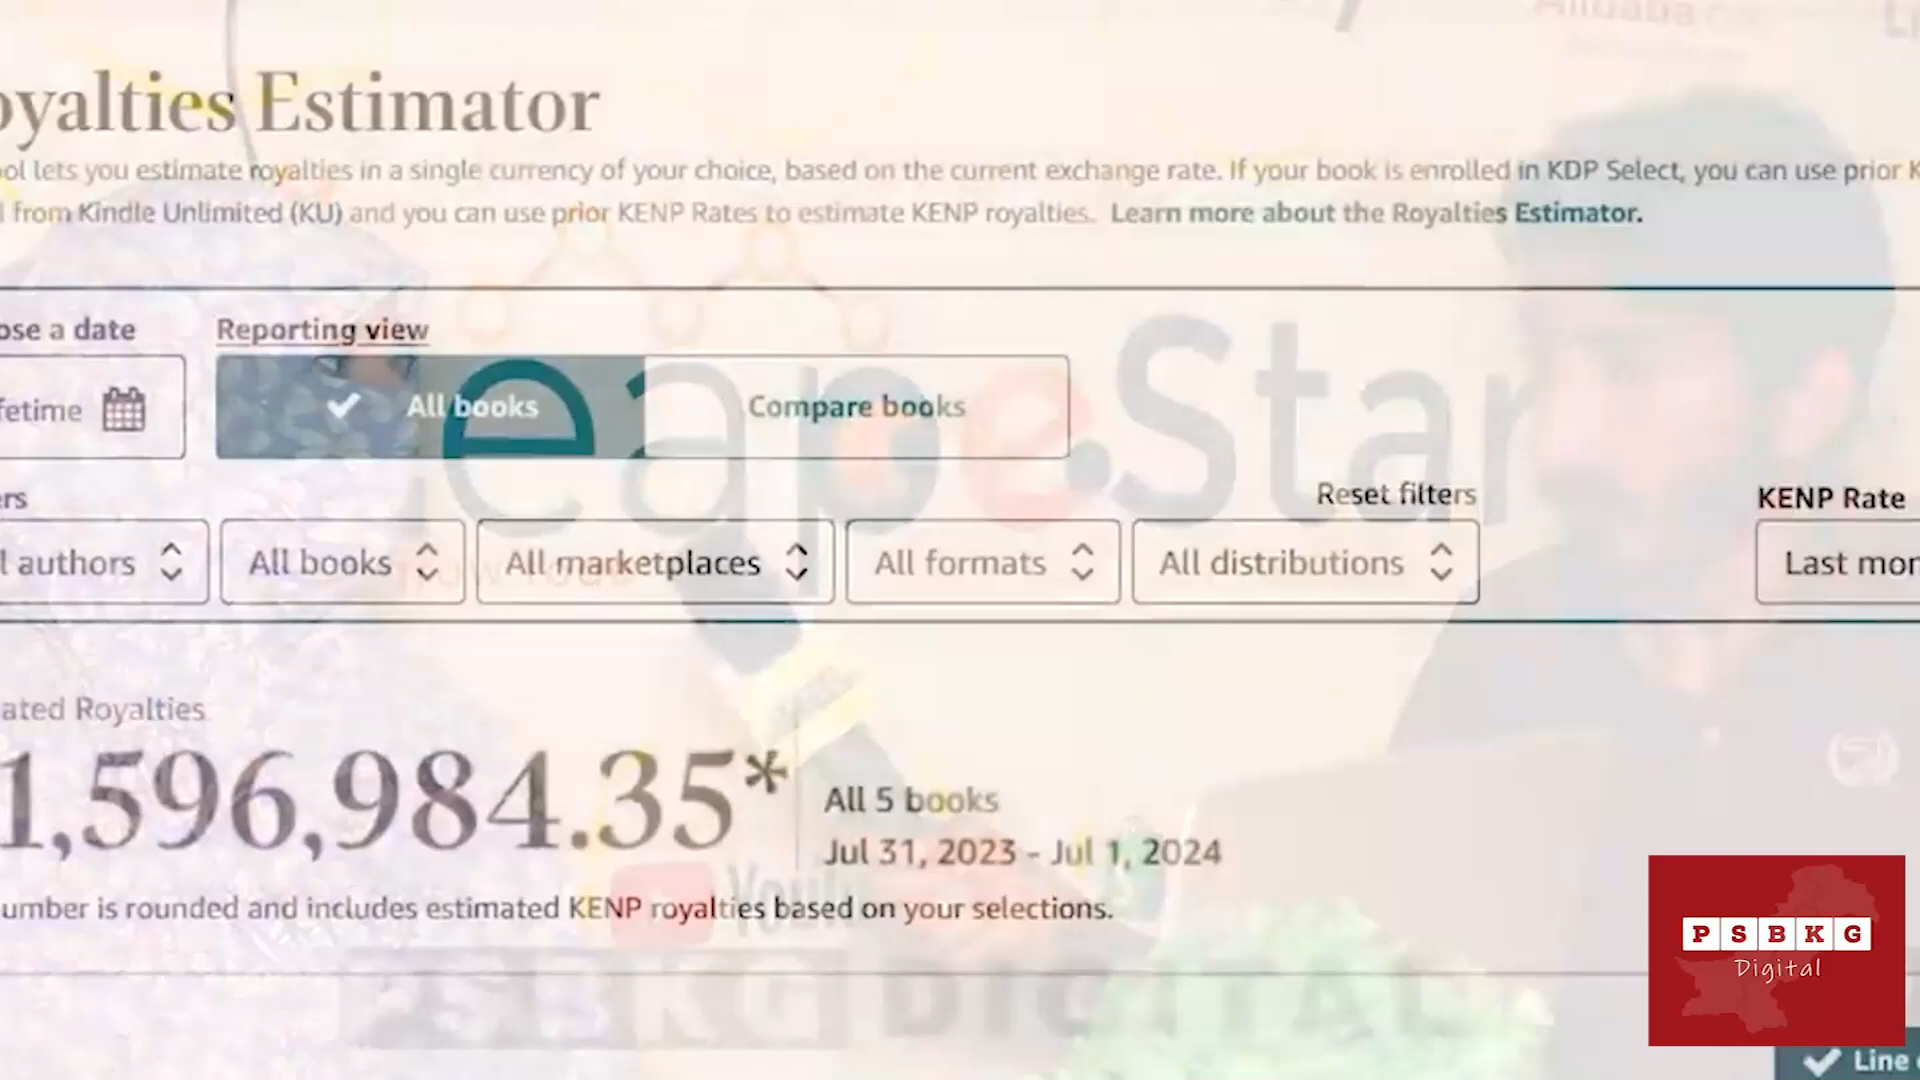 oyalties Estimator
ol lets you estimate royalties in a single currency of your choice, based on the current exchange rate. If your book is enrolled in KDP Select, you can use prior K
from Kindle Unlimited (KU) and you can use prior KENP Rates to estimate KENP royalties. Learn more about the Royalties Estimator.
ose a date
Reporting view
fetime
All books
Compare books
eap
Star
ers
Reset filters
KENP Rate
l authors
All books
All marketplaces
All formats
All distributions
Last mor
ated Royalties
1,596,984.35*
All 5 books
Jul 31, 2023 - Jul 1, 2024
umber is rounded and includes estimated KENP royalties based on your selections.
PSBKG
Digital
DIGITAL
Line